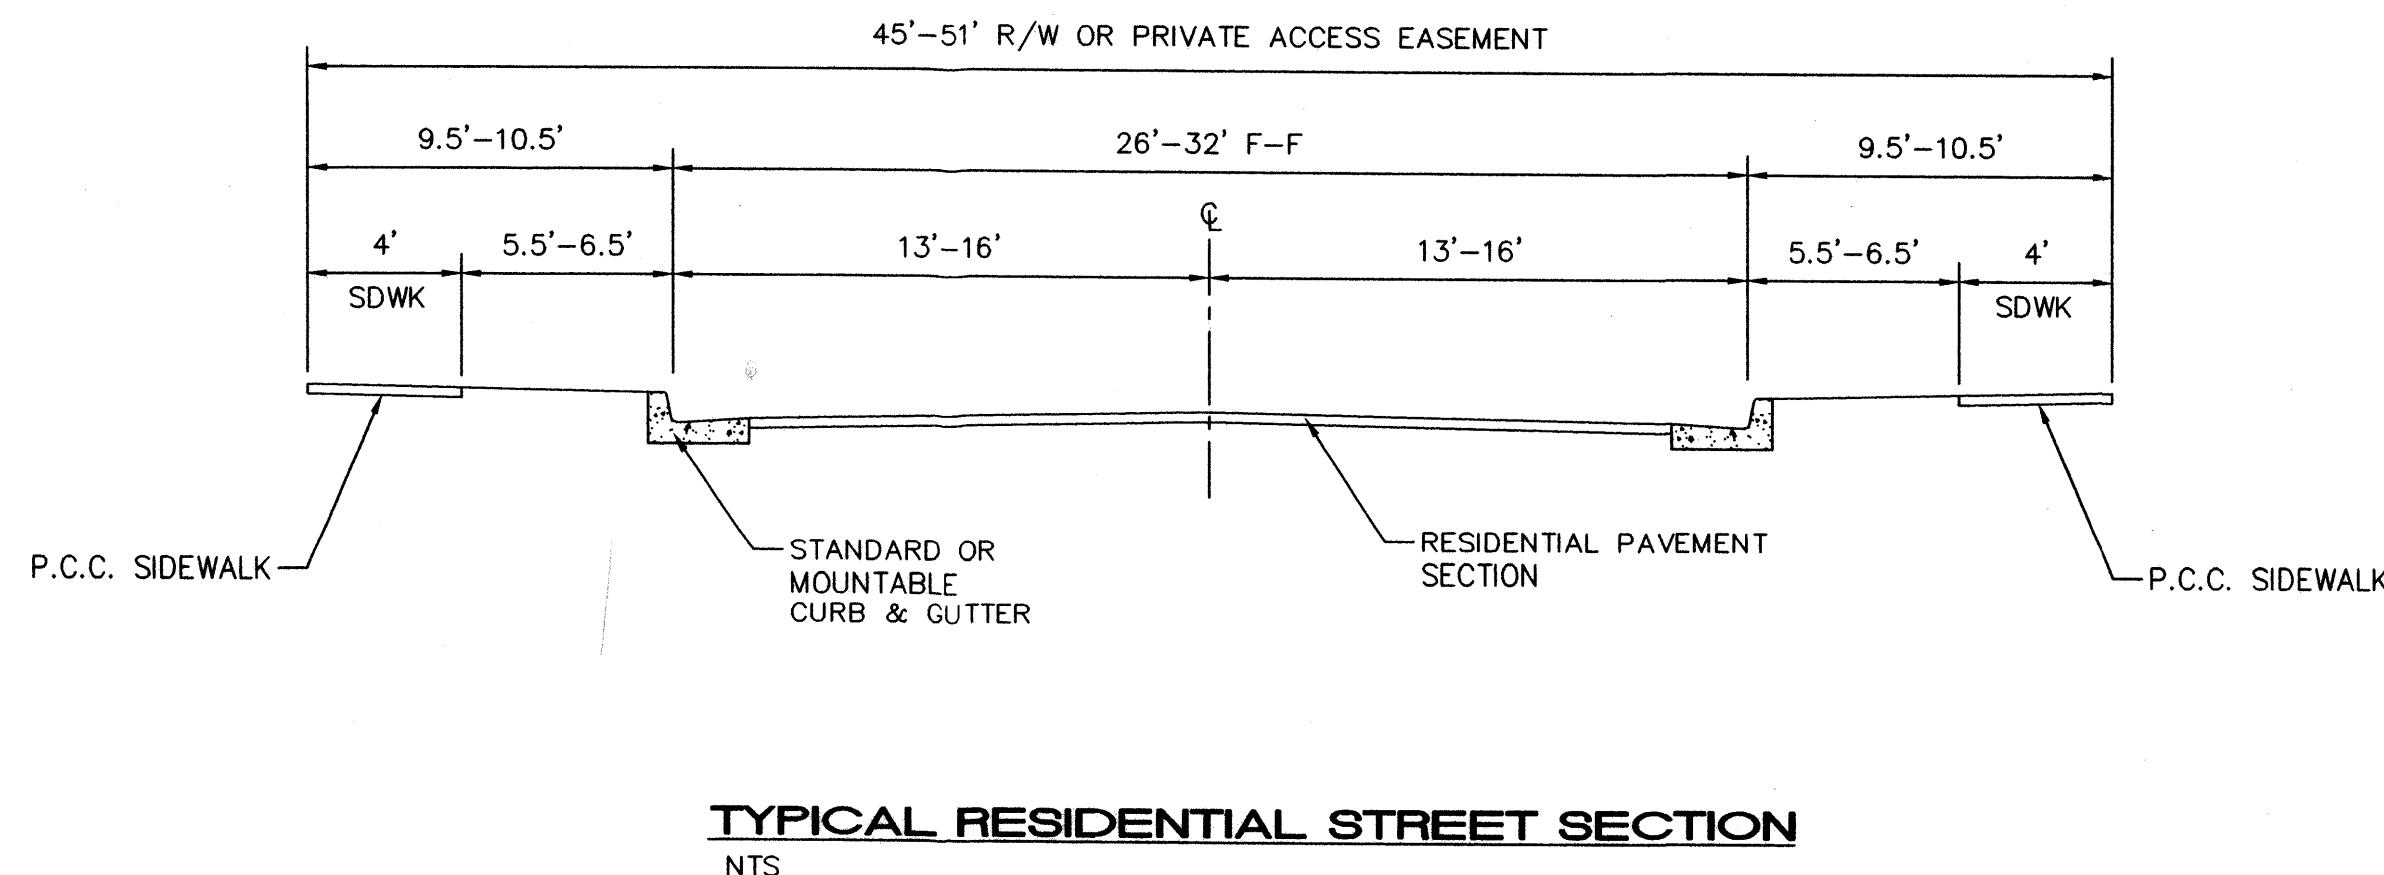 45'-51' R/W OR PRIVATE ACCESS EASEMENT
9.5'-10.5'
26'-32' F-F
9.5'-10.5'
℄
4'
5.5'-6.5'
13'-16'
13'-16'
5.5'-6.5'
4'
SDWK
SDWK
P.C.C. SIDEWALK
STANDARD OR
MOUNTABLE
CURB & GUTTER
RESIDENTIAL PAVEMENT
SECTION
P.C.C. SIDEWALK
TYPICAL RESIDENTIAL STREET SECTION
NTS